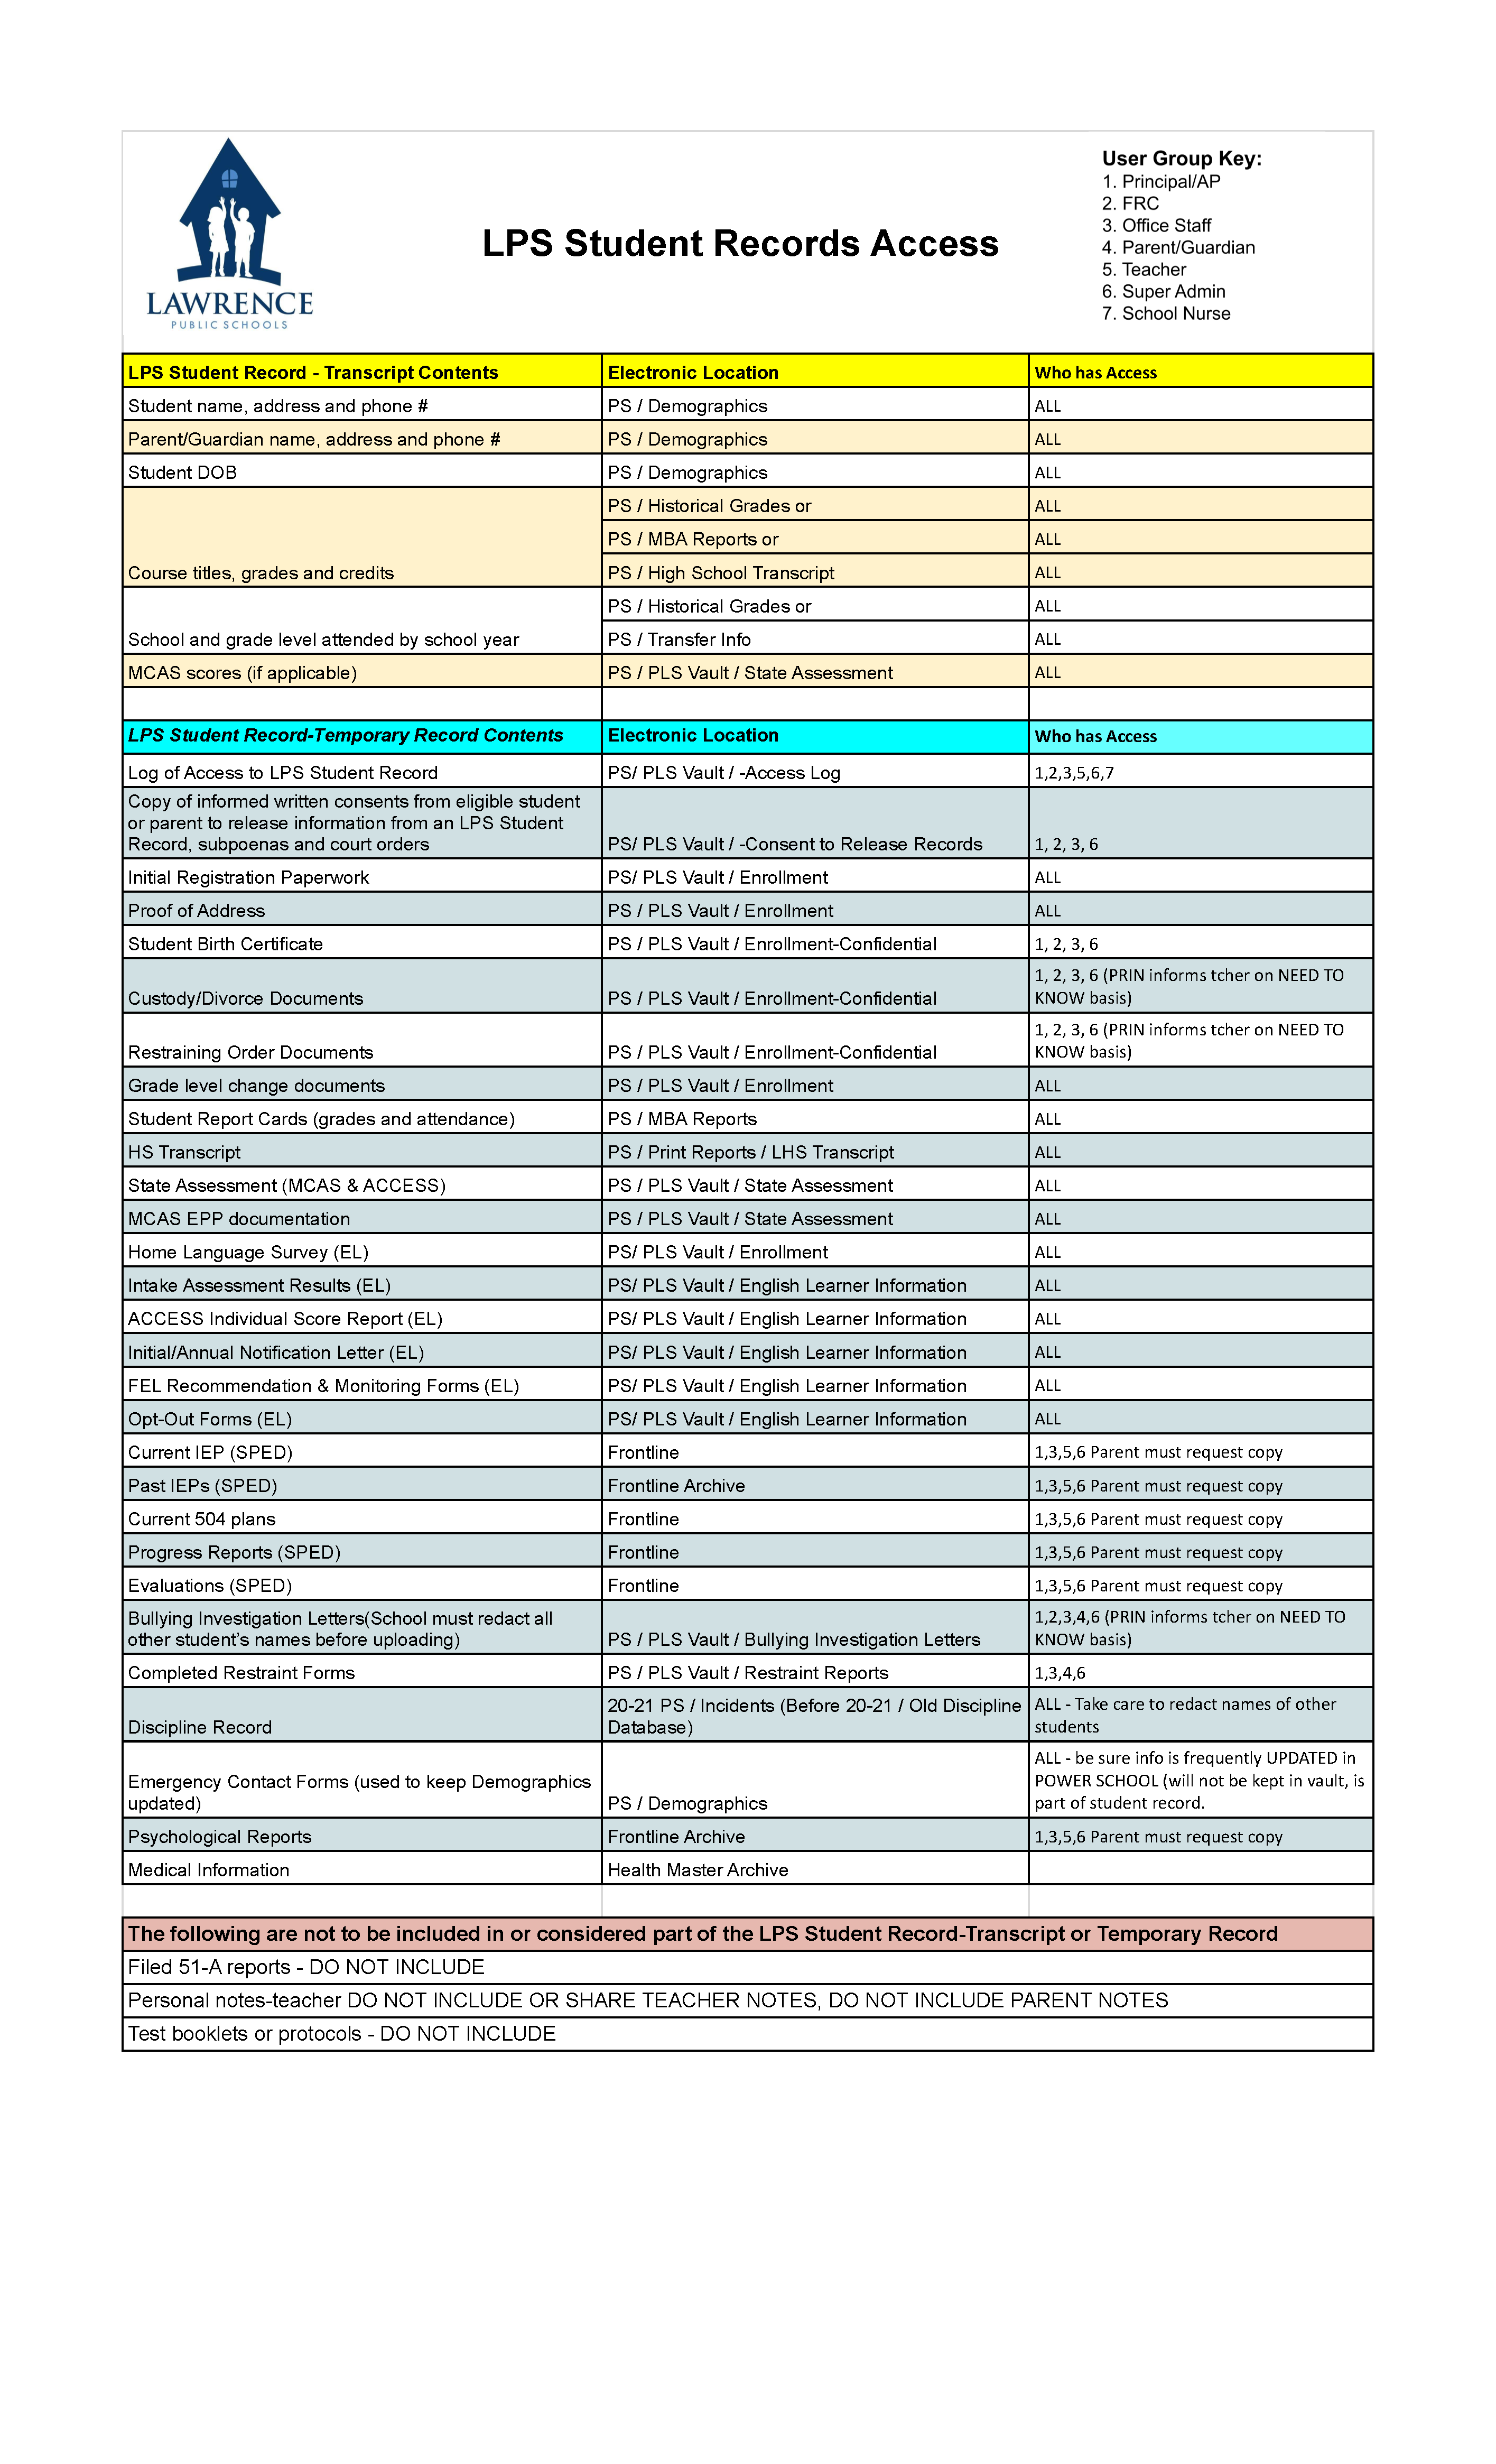 LAWRENCE
PUBLIC SCHOOLS
LPS Student Records Access
User Group Key:
1. Principal/AP
2. FRC
3. Office Staff
4. Parent/Guardian
5. Teacher
6. Super Admin
7. School Nurse
LPS Student Record - Transcript Contents Electronic Location Who has Access
Student name, address and phone # PS / Demographics ALL
Parent/Guardian name, address and phone # PS / Demographics ALL
Student DOB PS / Demographics ALL
PS / Historical Grades or ALL
PS / MBA Reports or ALL
Course titles, grades and credits PS / High School Transcript ALL
PS / Historical Grades or ALL
School and grade level attended by school year PS / Transfer Info ALL
MCAS scores (if applicable) PS / PLS Vault / State Assessment ALL
LPS Student Record-Temporary Record Contents Electronic Location Who has Access
Log of Access to LPS Student Record PS/ PLS Vault / -Access Log 1,2,3,5,6,7
Copy of informed written consents from eligible student
or parent to release information from an LPS Student
Record, subpoenas and court orders PS/ PLS Vault / -Consent to Release Records 1, 2, 3, 6
Initial Registration Paperwork PS/ PLS Vault / Enrollment ALL
Proof of Address PS / PLS Vault / Enrollment ALL
Student Birth Certificate PS / PLS Vault / Enrollment-Confidential 1, 2, 3, 6
1, 2, 3, 6 (PRIN informs tcher on NEED TO
Custody/Divorce Documents PS / PLS Vault / Enrollment-Confidential KNOW basis)
1, 2, 3, 6 (PRIN informs tcher on NEED TO
Restraining Order Documents PS / PLS Vault / Enrollment-Confidential KNOW basis)
Grade level change documents PS / PLS Vault / Enrollment ALL
Student Report Cards (grades and attendance) PS / MBA Reports ALL
HS Transcript PS / Print Reports / LHS Transcript ALL
State Assessment (MCAS & ACCESS) PS / PLS Vault / State Assessment ALL
MCAS EPP documentation PS / PLS Vault / State Assessment ALL
Home Language Survey (EL) PS/ PLS Vault / Enrollment ALL
Intake Assessment Results (EL) PS/ PLS Vault / English Learner Information ALL
ACCESS Individual Score Report (EL) PS/ PLS Vault / English Learner Information ALL
Initial/Annual Notification Letter (EL) PS/ PLS Vault / English Learner Information ALL
FEL Recommendation & Monitoring Forms (EL) PS/ PLS Vault / English Learner Information ALL
Opt-Out Forms (EL) PS/ PLS Vault / English Learner Information ALL
Current IEP (SPED) Frontline 1,3,5,6 Parent must request copy
Past IEPs (SPED) Frontline Archive 1,3,5,6 Parent must request copy
Current 504 plans Frontline 1,3,5,6 Parent must request copy
Progress Reports (SPED) Frontline 1,3,5,6 Parent must request copy
Evaluations (SPED) Frontline 1,3,5,6 Parent must request copy
Bullying Investigation Letters(School must redact all 1,2,3,4,6 (PRIN informs tcher on NEED TO
other student's names before uploading) PS / PLS Vault / Bullying Investigation Letters KNOW basis)
Completed Restraint Forms PS / PLS Vault / Restraint Reports 1,3,4,6
20-21 PS / Incidents (Before 20-21 / Old Discipline ALL - Take care to redact names of other
Discipline Record Database) students
ALL - be sure info is frequently UPDATED in
Emergency Contact Forms (used to keep Demographics POWER SCHOOL (will not be kept in vault, is
updated) PS / Demographics part of student record.
Psychological Reports Frontline Archive 1,3,5,6 Parent must request copy
Medical Information Health Master Archive
The following are not to be included in or considered part of the LPS Student Record-Transcript or Temporary Record
Filed 51-A reports - DO NOT INCLUDE
Personal notes-teacher DO NOT INCLUDE OR SHARE TEACHER NOTES, DO NOT INCLUDE PARENT NOTES
Test booklets or protocols - DO NOT INCLUDE